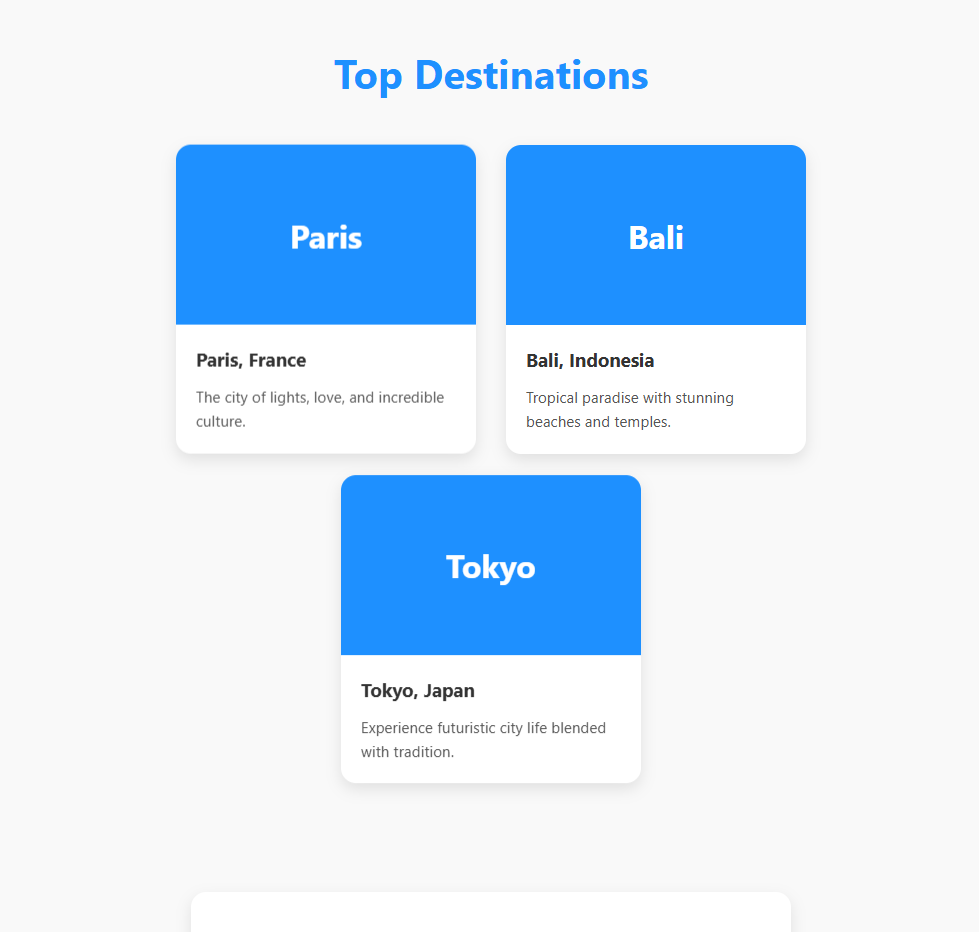 Top Destinations
Paris
Paris, France
The city of lights, love, and incredible
culture.
Bali
Bali, Indonesia
Tropical paradise with stunning
beaches and temples.
Tokyo
Tokyo, Japan
Experience futuristic city life blended
with tradition.